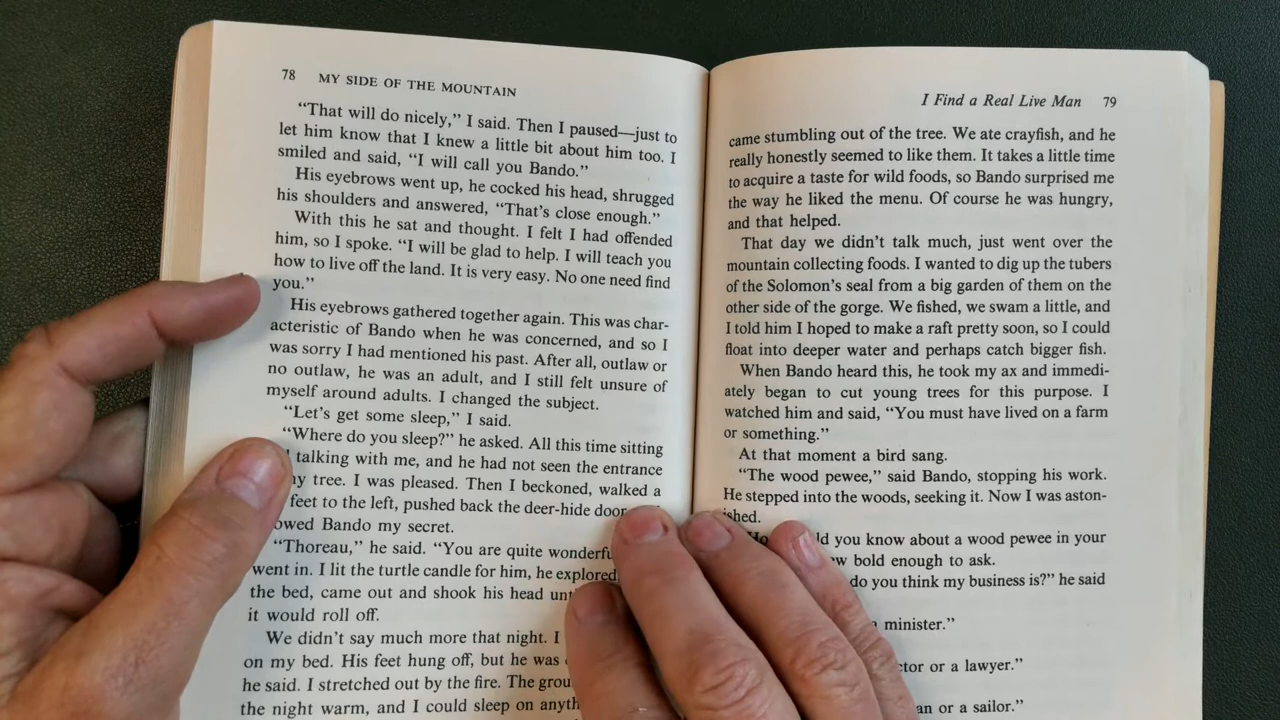 78 MY SIDE OF THE MOUNTAIN
“That will do nicely,” I said. Then I paused—just to
let him know that I knew a little bit about him too. I
smiled and said, “I will call you Bando.”
His eyebrows went up, he cocked his head, shrugged
his shoulders and answered, “That’s close enough.”
With this he sat and thought. I felt I had offended
him, so I spoke. “I will be glad to help. I will teach you
how to live off the land. It is very easy. No one need find
you.”
His eyebrows gathered together again. This was char-
acteristic of Bando when he was concerned, and so I
was sorry I had mentioned his past. After all, outlaw or
no outlaw, he was an adult, and I still felt unsure of
myself around adults. I changed the subject.
“Let’s get some sleep,” I said.
“Where do you sleep?” he asked. All this time sitting
talking with me, and he had not seen the entrance
tree. I was pleased. Then I beckoned, walked a
feet to the left, pushed back the deer-hide door
Bando my secret.
“Thoreau,” he said. “You are quite
went in. I lit the turtle candle for him, he explored
the bed, came out and shook his head
it would roll off.
We didn’t say much more that night. I
on my bed. His feet hung off, but he was
he said. I stretched out by the fire. The
the night warm, and I could sleep on
I Find a Real Live Man 79
came stumbling out of the tree. We ate crayfish, and he
really honestly seemed to like them. It takes a little time
to acquire a taste for wild foods, so Bando surprised me
the way he liked the menu. Of course he was hungry,
and that helped.
That day we didn’t talk much, just went over the
mountain collecting foods. I wanted to dig up the tubers
of the Solomon’s seal from a big garden of them on the
other side of the gorge. We fished, we swam a little, and
I told him I hoped to make a raft pretty soon, so I could
float into deeper water and perhaps catch bigger fish.
When Bando heard this, he took my ax and immedi-
ately began to cut young trees for this purpose. I
watched him and said, “You must have lived on a farm
or something.”
At that moment a bird sang.
“The wood pewee,” said Bando, stopping his work.
He stepped into the woods, seeking it. Now I was aston-
ished.
you know about a wood pewee in your
bold enough to ask.
do you think my business is?” he said
minister.”
or a lawyer.”
or a sailor.”